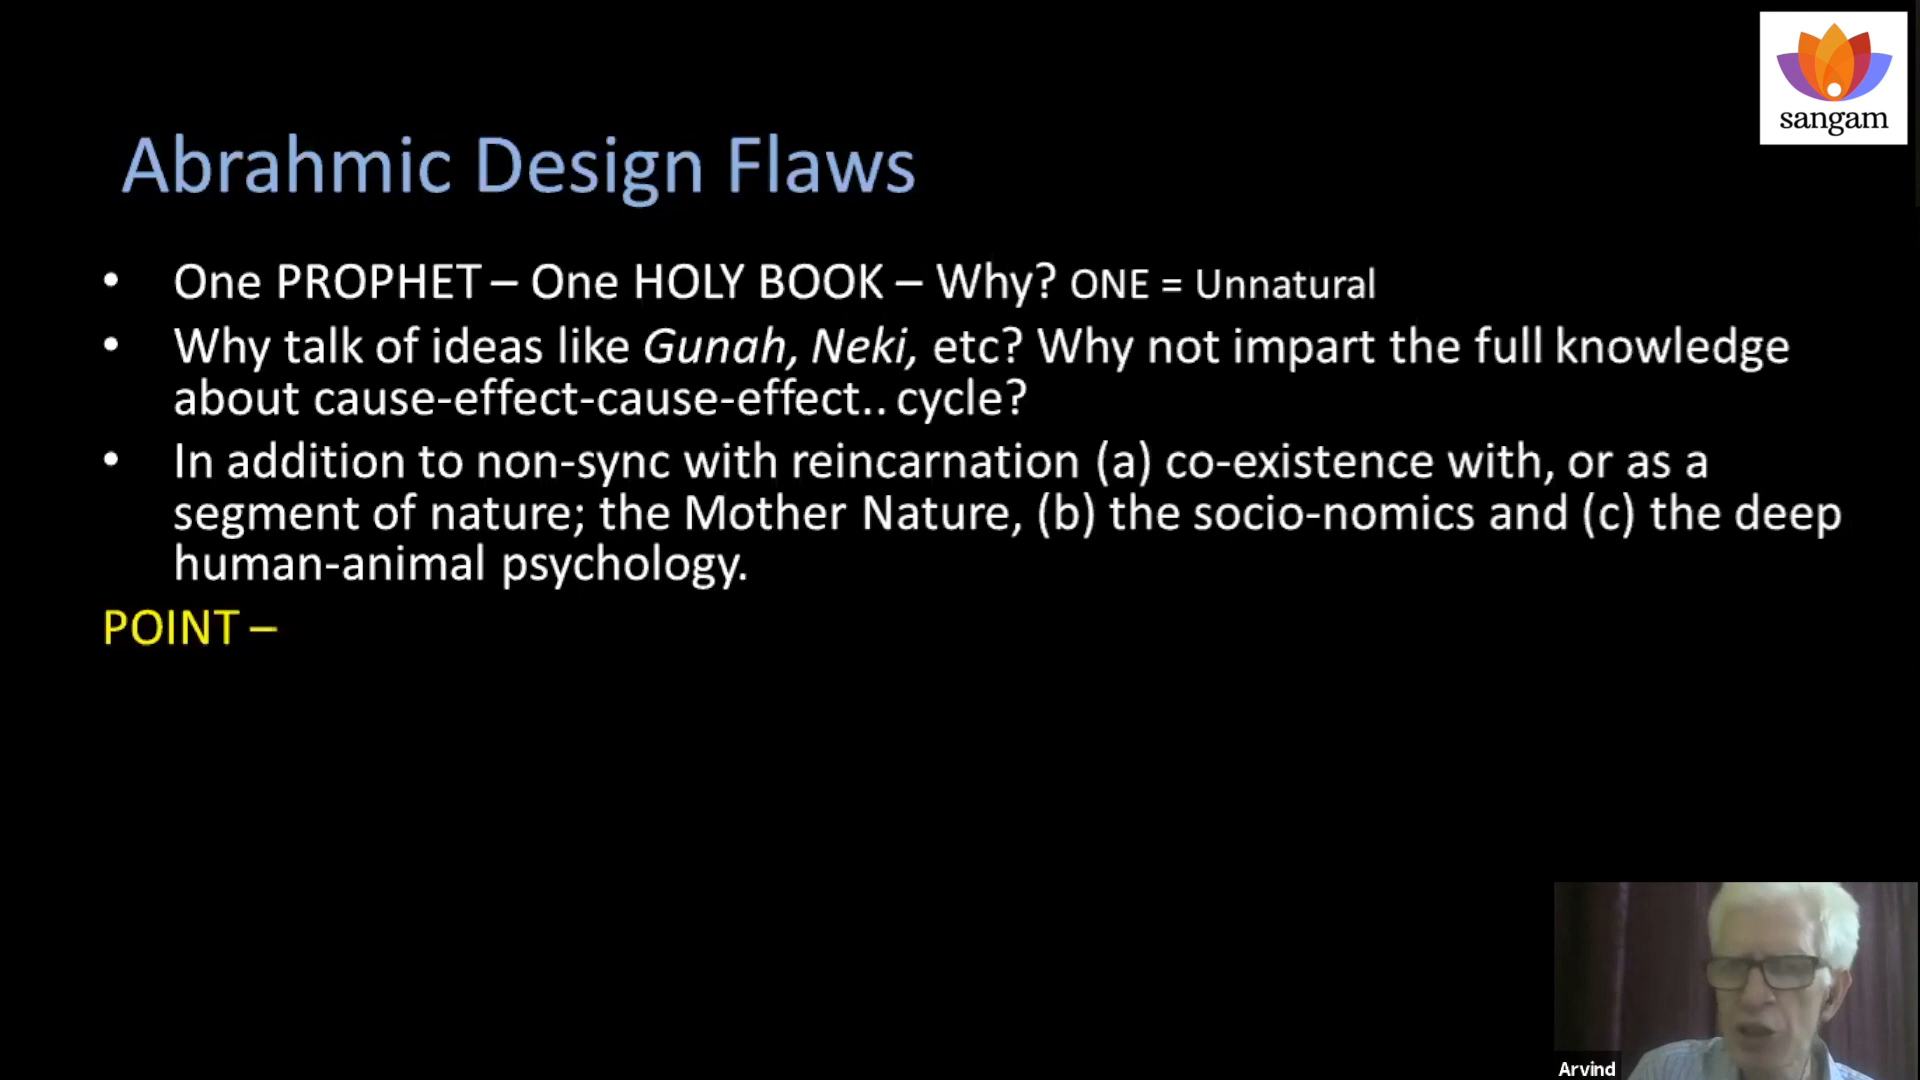 sangam
Abrahmic Design Flaws
• One PROPHET – One HOLY BOOK – Why? ONE = Unnatural
• Why talk of ideas like Gunah, Neki, etc? Why not impart the full knowledge
about cause-effect-cause-effect.. cycle?
• In addition to non-sync with reincarnation (a) co-existence with, or as a
segment of nature; the Mother Nature, (b) the socio-nomics and (c) the deep
human-animal psychology.
POINT –
Arvind